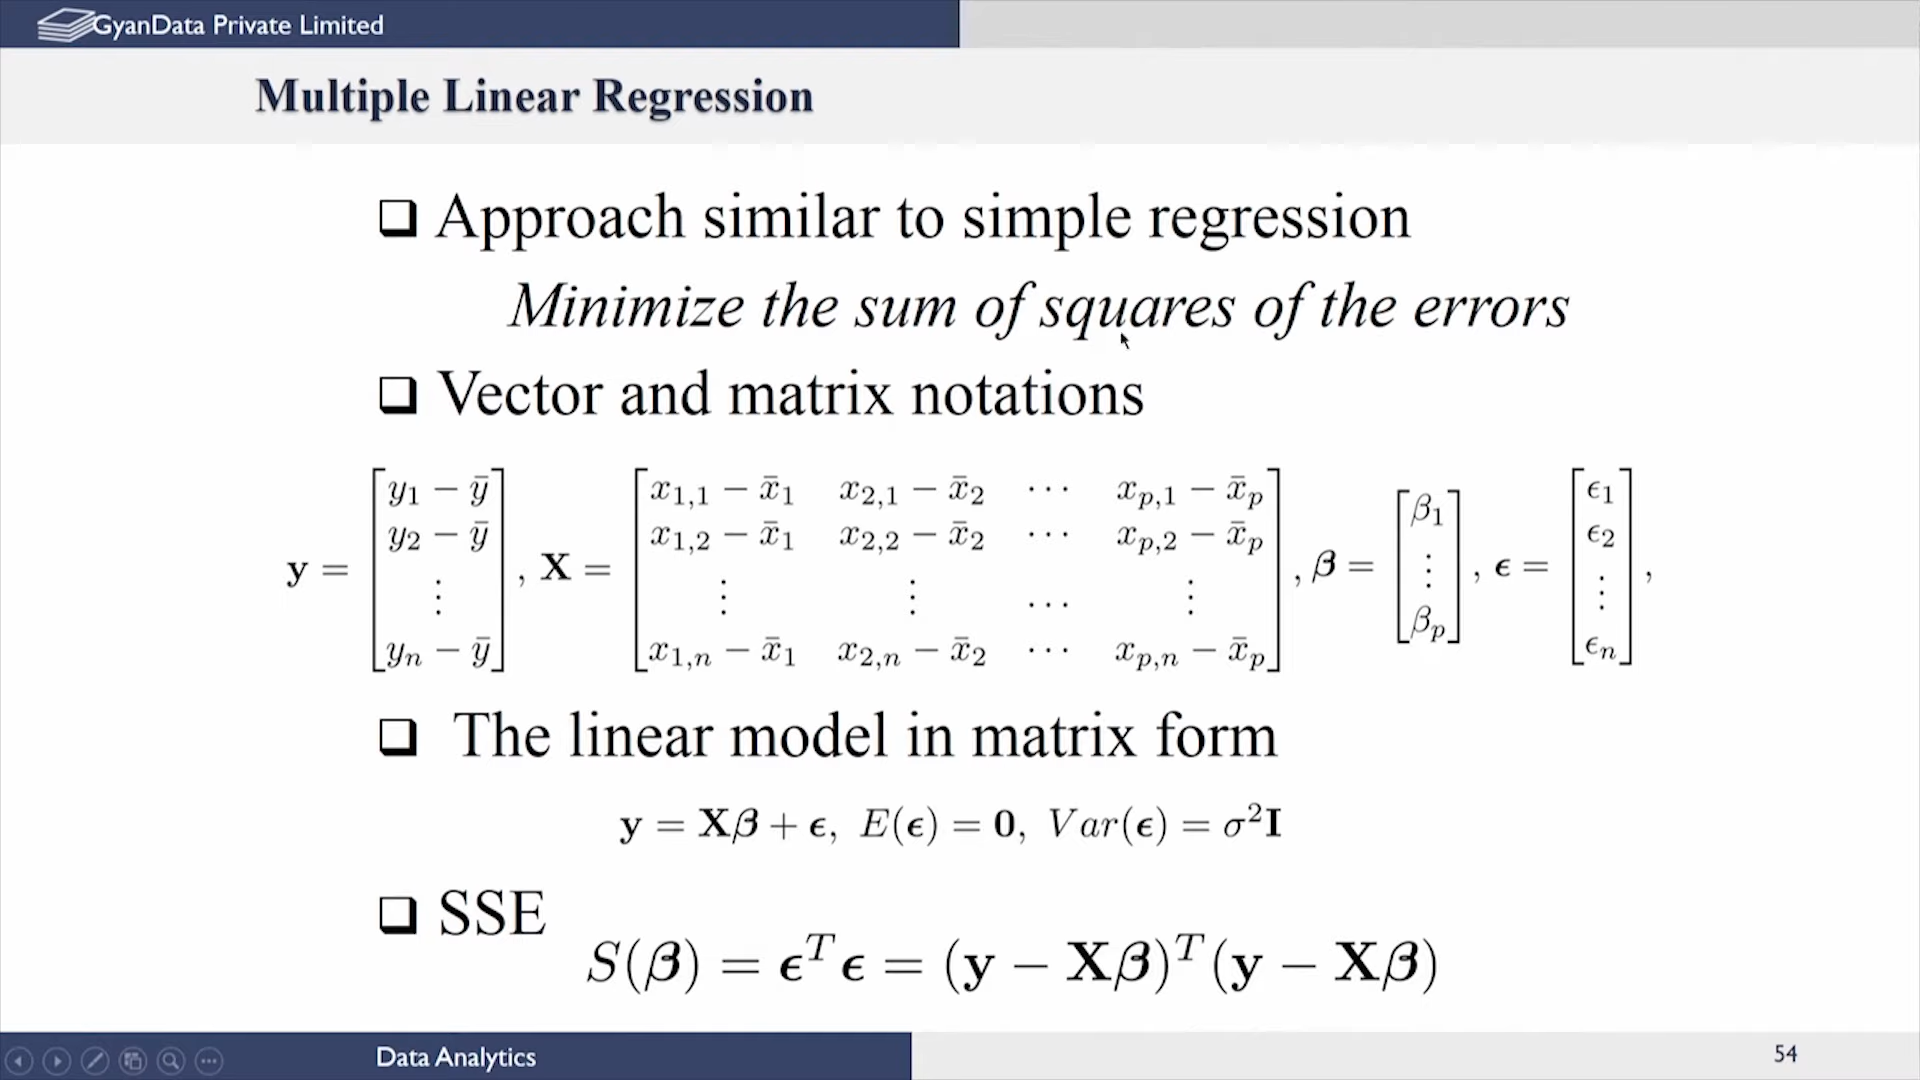 GyanData Private Limited
Multiple Linear Regression
❑ Approach similar to simple regression
Minimize the sum of squares of the errors
❑ Vector and matrix notations
y = [y₁ − ȳ; y₂ − ȳ; ⋮; yₙ − ȳ], X = [x₁,₁ − x̄₁ x₂,₁ − x̄₂ ⋯ xₚ,₁ − x̄ₚ; x₁,₂ − x̄₁ x₂,₂ − x̄₂ ⋯ xₚ,₂ − x̄ₚ; ⋮ ⋮ … ⋮; x₁,ₙ − x̄₁ x₂,ₙ − x̄₂ ⋯ xₚ,ₙ − x̄ₚ], β = [β₁; ⋮; βₚ], ϵ = [ϵ₁; ϵ₂; ⋮; ϵₙ],
❑ The linear model in matrix form
y = Xβ + ϵ, E(ϵ) = 0, Var(ϵ) = σ²I
❑ SSE
S(β) = ϵᵀϵ = (y − Xβ)ᵀ(y − Xβ)
Data Analytics
54